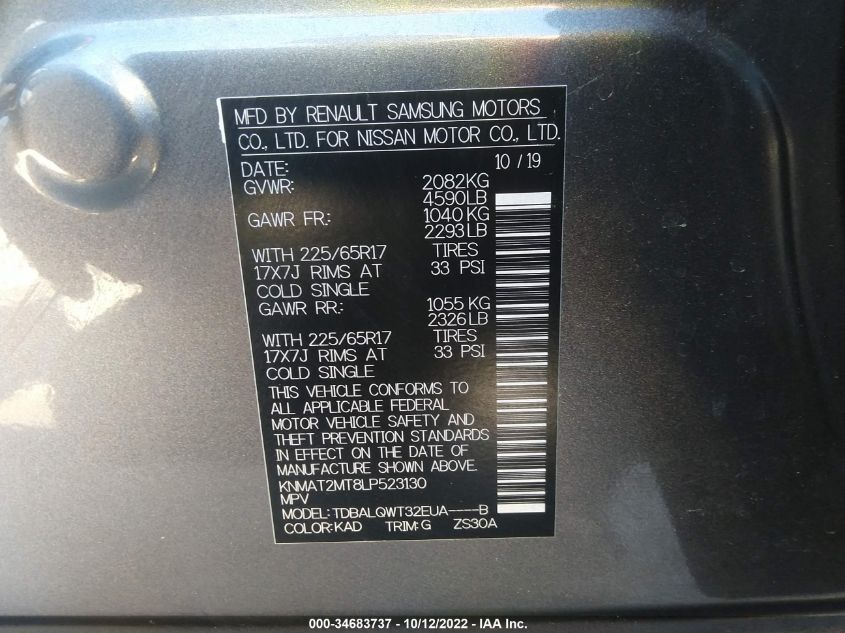 MFD BY RENAULT SAMSUNG MOTORS
CO., LTD. FOR NISSAN MOTOR CO., LTD.
DATE: 10 / 19
GVWR: 2082KG
4590LB
GAWR FR.: 1040 KG
2293 LB
WITH 225/65R17 TIRES
17X7J RIMS AT 33 PSI
COLD SINGLE
GAWR RR.: 1055 KG
2326 LB
WITH 225/65R17 TIRES
17X7J RIMS AT 33 PSI
COLD SINGLE
THIS VEHICLE CONFORMS TO
ALL APPLICABLE FEDERAL
MOTOR VEHICLE SAFETY AND
THEFT PREVENTION STANDARDS
IN EFFECT ON THE DATE OF
MANUFACTURE SHOWN ABOVE.
KNMAT2MT8LP523130
MPV
MODEL: TDBALQWT32EUA----B
COLOR: KAD TRIM: G ZS30A
000-34683737 - 10/12/2022 - IAA Inc.